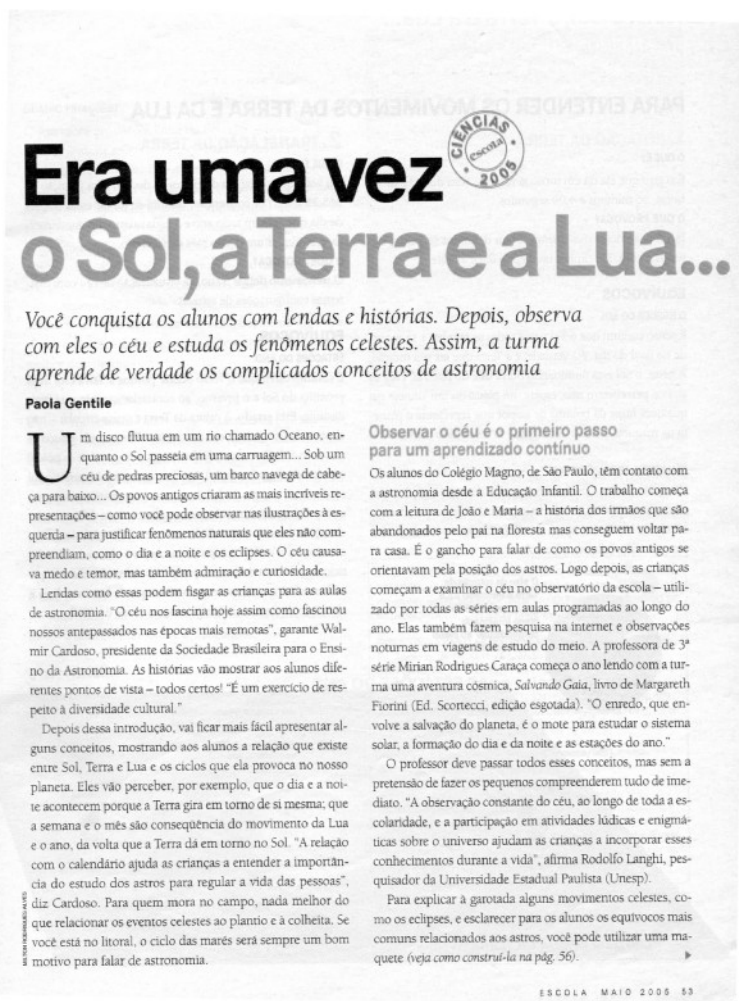 CIÊNCIAS
escola
2005
Era uma vez
o Sol, a Terra e a Lua...
Você conquista os alunos com lendas e histórias. Depois, observa
com eles o céu e estuda os fenômenos celestes. Assim, a turma
aprende de verdade os complicados conceitos de astronomia
Paola Gentile
Um disco flutua em um rio chamado Oceano, en-
quanto o Sol passeia em uma carruagem... Sob um
céu de pedras preciosas, um barco navega de cabe-
ça para baixo... Os povos antigos criaram as mais incríveis re-
presentações – como você pode observar nas ilustrações à es-
querda – para justificar fenômenos naturais que eles não com-
preendiam, como o dia e a noite e os eclipses. O céu causa-
va medo e temor, mas também admiração e curiosidade.
Lendas como essas podem fisgar as crianças para as aulas
de astronomia. "O céu nos fascina hoje assim como fascinou
nossos antepassados nas épocas mais remotas", garante Wal-
mir Cardoso, presidente da Sociedade Brasileira para o Ensi-
no da Astronomia. As histórias vão mostrar aos alunos dife-
rentes pontos de vista – todos certos! "É um exercício de res-
peito à diversidade cultural."
Depois dessa introdução, vai ficar mais fácil apresentar al-
guns conceitos, mostrando aos alunos a relação que existe
entre Sol, Terra e Lua e os ciclos que ela provoca no nosso
planeta. Eles vão perceber, por exemplo, que o dia e a noi-
te acontecem porque a Terra gira em torno de si mesma; que
a semana e o mês são conseqüência do movimento da Lua
e o ano, da volta que a Terra dá em torno no Sol. "A relação
com o calendário ajuda as crianças a entender a importân-
cia do estudo dos astros para regular a vida das pessoas",
diz Cardoso. Para quem mora no campo, nada melhor do
que relacionar os eventos celestes ao plantio e à colheita. Se
você está no litoral, o ciclo das marés será sempre um bom
motivo para falar de astronomia.
Observar o céu é o primeiro passo
para um aprendizado contínuo
Os alunos do Colégio Magno, de São Paulo, têm contato com
a astronomia desde a Educação Infantil. O trabalho começa
com a leitura de João e Maria – a história dos irmãos que são
abandonados pelo pai na floresta mas conseguem voltar pa-
ra casa. É o gancho para falar de como os povos antigos se
orientavam pela posição dos astros. Logo depois, as crianças
começam a examinar o céu no observatório da escola – utili-
zado por todas as séries em aulas programadas ao longo do
ano. Elas também fazem pesquisa na internet e observações
noturnas em viagens de estudo do meio. A professora de 3ª
série Mirian Rodrigues Caraça começa o ano lendo com a tur-
ma uma aventura cósmica, Salvando Gaia, livro de Margareth
Fiorini (Ed. Scortecci, edição esgotada). "O enredo, que en-
volve a salvação do planeta, é o mote para estudar o sistema
solar, a formação do dia e da noite e as estações do ano."
O professor deve passar todos esses conceitos, mas sem a
pretensão de fazer os pequenos compreenderem tudo de ime-
diato. "A observação constante do céu, ao longo de toda a es-
colaridade, e a participação em atividades lúdicas e enigmá-
ticas sobre o universo ajudam as crianças a incorporar esses
conhecimentos durante a vida", afirma Rodolfo Langhi, pes-
quisador da Universidade Estadual Paulista (Unesp).
Para explicar à garotada alguns movimentos celestes, co-
mo os eclipses, e esclarecer para os alunos os equívocos mais
comuns relacionados aos astros, você pode utilizar uma ma-
quete (veja como construí-la na pág. 56).
MILTON RODRIGUES ALVES
ESCOLA MAIO 2005 53